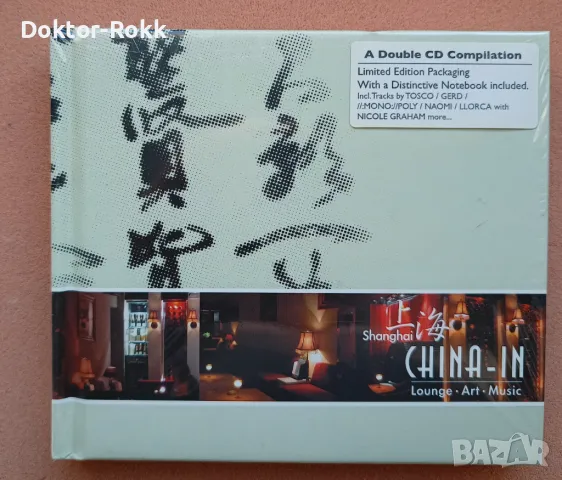 Doktor-Rokk
A Double CD Compilation
Limited Edition Packaging
With a Distinctive Notebook included.
Incl.Tracks by TOSCO / GERD /
//:MONO://POLY / NAOMI / LLORCA with
NICOLE GRAHAM more...
上海
Shanghai
CHINA-IN
Lounge · Art · Music
BAZAR